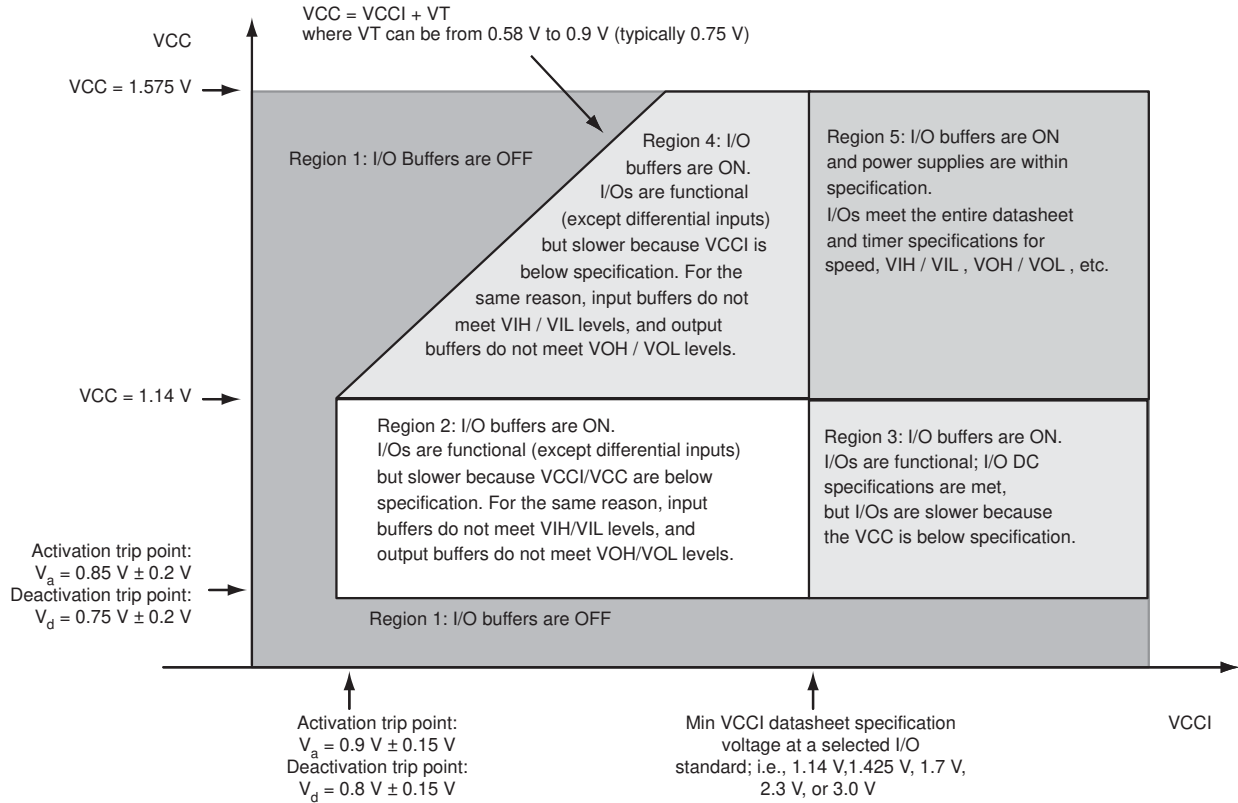 VCC = VCCI + VT
where VT can be from 0.58 V to 0.9 V (typically 0.75 V)
VCC
VCC = 1.575 V
Region 1: I/O Buffers are OFF
Region 4: I/O
buffers are ON.
I/Os are functional
(except differential inputs)
but slower because VCCI is
below specification. For the
same reason, input buffers do not
meet VIH / VIL levels, and output
buffers do not meet VOH / VOL levels.
Region 5: I/O buffers are ON
and power supplies are within
specification.
I/Os meet the entire datasheet
and timer specifications for
speed, VIH / VIL , VOH / VOL , etc.
VCC = 1.14 V
Region 2: I/O buffers are ON.
I/Os are functional (except differential inputs)
but slower because VCCI/VCC are below
specification. For the same reason, input
buffers do not meet VIH/VIL levels, and
output buffers do not meet VOH/VOL levels.
Region 3: I/O buffers are ON.
I/Os are functional; I/O DC
specifications are met,
but I/Os are slower because
the VCC is below specification.
Activation trip point:
Va = 0.85 V ± 0.2 V
Deactivation trip point:
Vd = 0.75 V ± 0.2 V
Region 1: I/O buffers are OFF
Activation trip point:
Va = 0.9 V ± 0.15 V
Deactivation trip point:
Vd = 0.8 V ± 0.15 V
Min VCCI datasheet specification
voltage at a selected I/O
standard; i.e., 1.14 V,1.425 V, 1.7 V,
2.3 V, or 3.0 V
VCCI